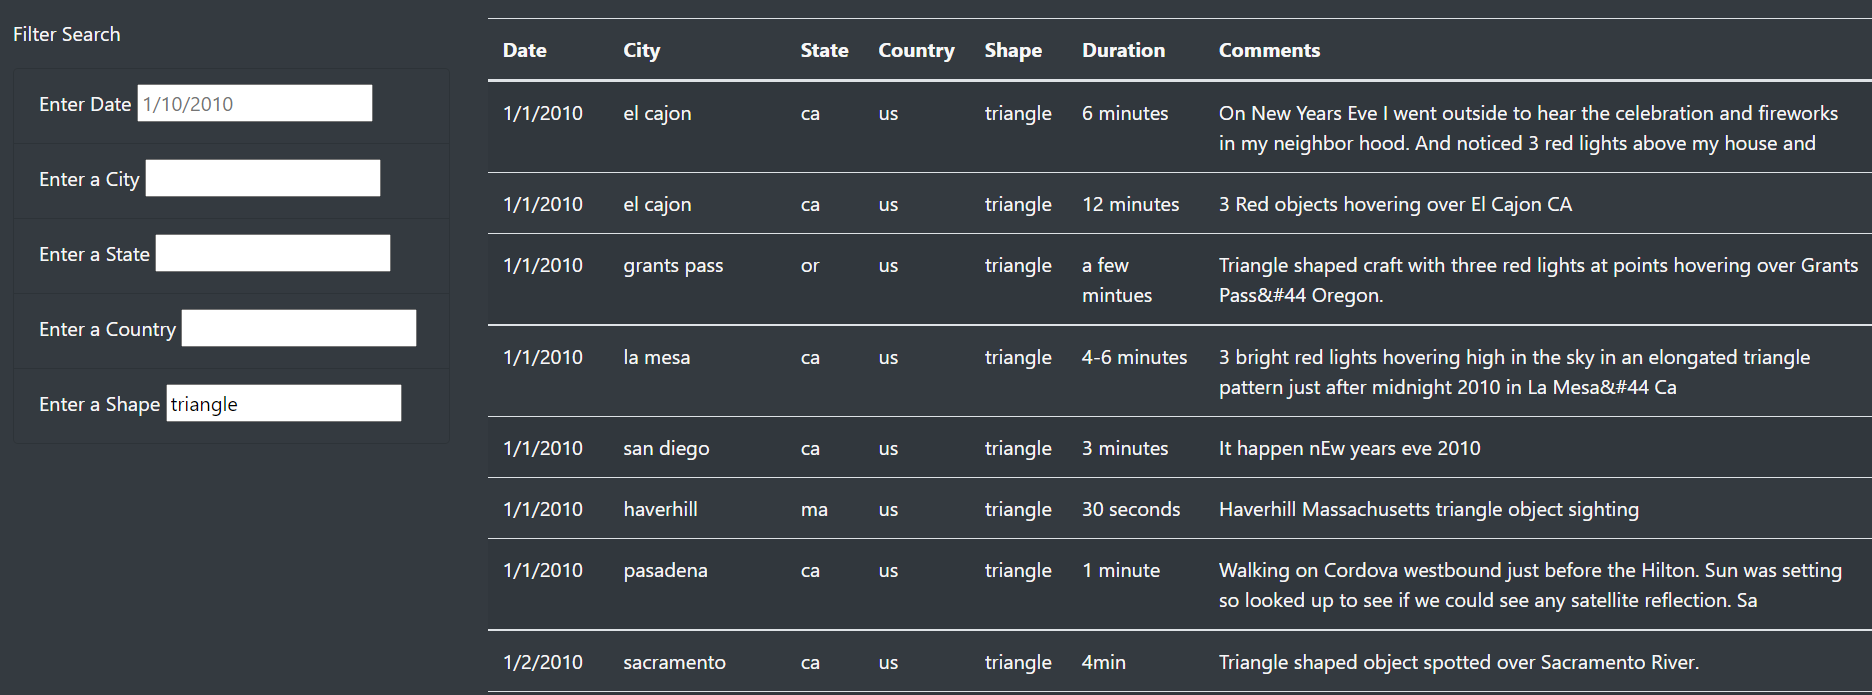 Filter Search
Enter Date 1/10/2010
Enter a City
Enter a State
Enter a Country
Enter a Shape triangle
Date City State Country Shape Duration Comments
1/1/2010 el cajon ca us triangle 6 minutes On New Years Eve I went outside to hear the celebration and fireworks
in my neighbor hood. And noticed 3 red lights above my house and
1/1/2010 el cajon ca us triangle 12 minutes 3 Red objects hovering over El Cajon CA
1/1/2010 grants pass or us triangle a few Triangle shaped craft with three red lights at points hovering over Grants
mintues Pass&#44 Oregon.
1/1/2010 la mesa ca us triangle 4-6 minutes 3 bright red lights hovering high in the sky in an elongated triangle
pattern just after midnight 2010 in La Mesa&#44 Ca
1/1/2010 san diego ca us triangle 3 minutes It happen nEw years eve 2010
1/1/2010 haverhill ma us triangle 30 seconds Haverhill Massachusetts triangle object sighting
1/1/2010 pasadena ca us triangle 1 minute Walking on Cordova westbound just before the Hilton. Sun was setting
so looked up to see if we could see any satellite reflection. Sa
1/2/2010 sacramento ca us triangle 4min Triangle shaped object spotted over Sacramento River.